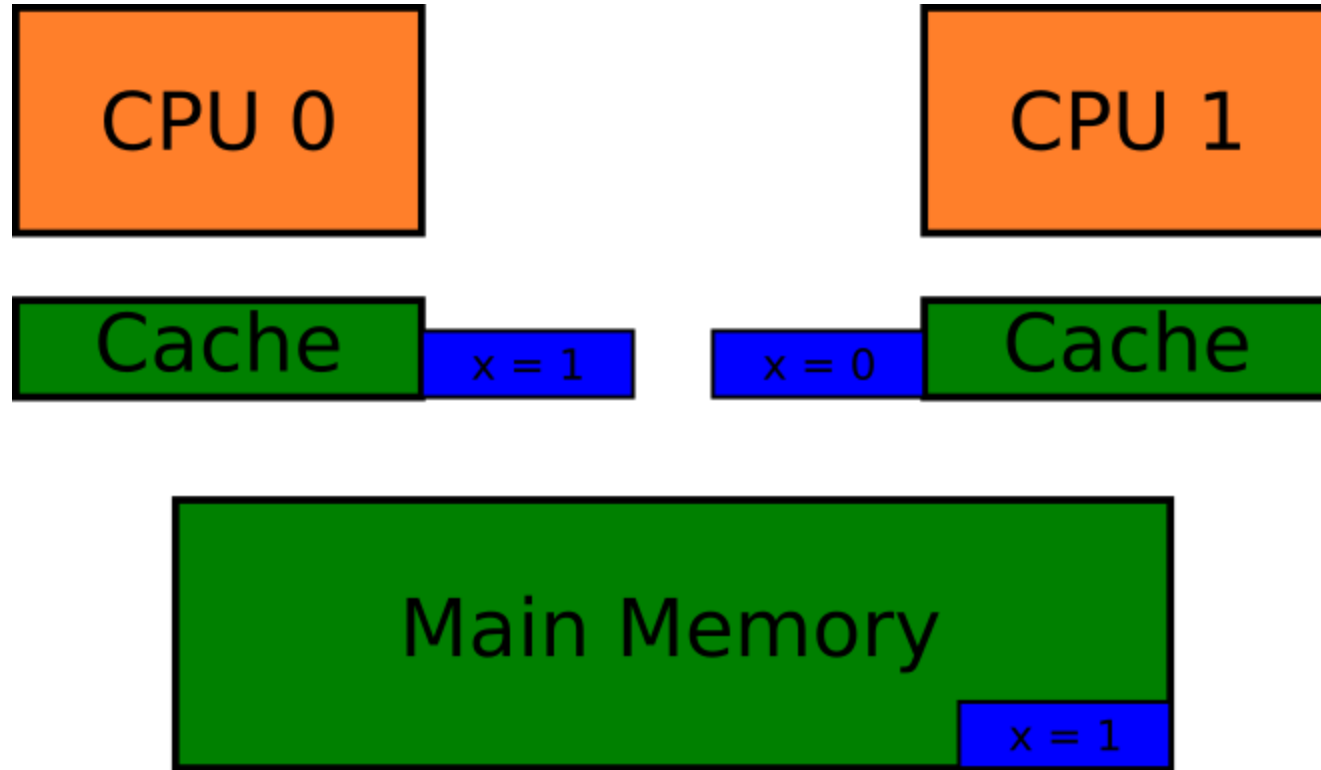 CPU 0
CPU 1
Cache
x = 1
x = 0
Cache
Main Memory
x = 1